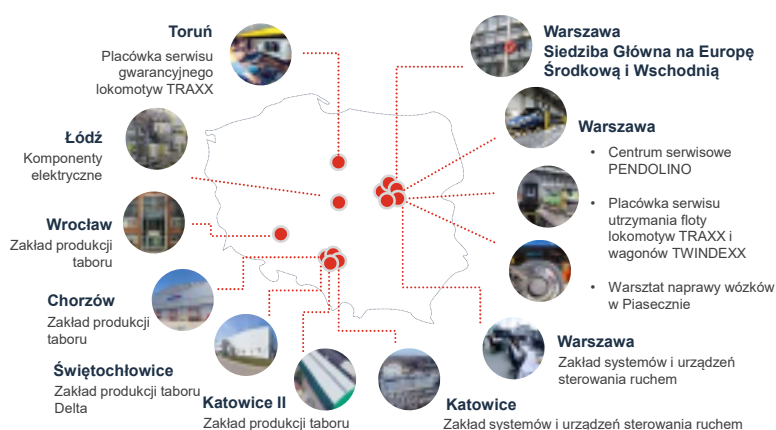 Toruń
Placówka serwisu
gwarancyjnego
lokomotyw TRAXX
Łódź
Komponenty
elektryczne
Wrocław
Zakład produkcji
taboru
Chorzów
Zakład produkcji
taboru
Świętochłowice
Zakład produkcji taboru
Delta
Katowice II
Zakład produkcji taboru
Katowice
Zakład systemów i urządzeń sterowania ruchem
Warszawa
Siedziba Główna na Europę
Środkową i Wschodnią
Warszawa
• Centrum serwisowe
PENDOLINO
• Placówka serwisu
utrzymania floty
lokomotyw TRAXX i
wagonów TWINDEXX
• Warsztat naprawy wózków
w Piasecznie
Warszawa
Zakład systemów i urządzeń
sterowania ruchem